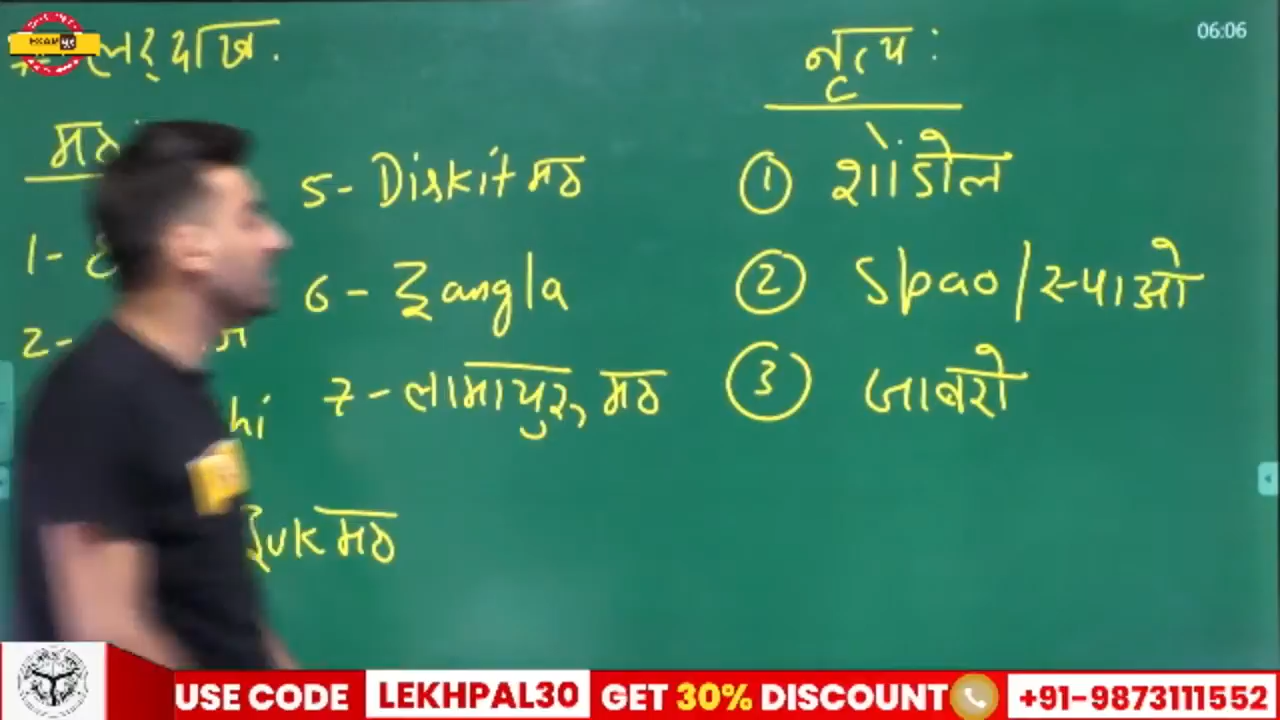 लद्दाख.
06:06
मठ
1-
2-
hi
zuk मठ
5- Diskit मठ
6- Zangla
7- लामायुर, मठ
नृत्य :
① शोंडोल
② Spao / स्पाओ
③ जाबरो
USE CODE LEKHPAL30 GET 30% DISCOUNT +91-9873111552